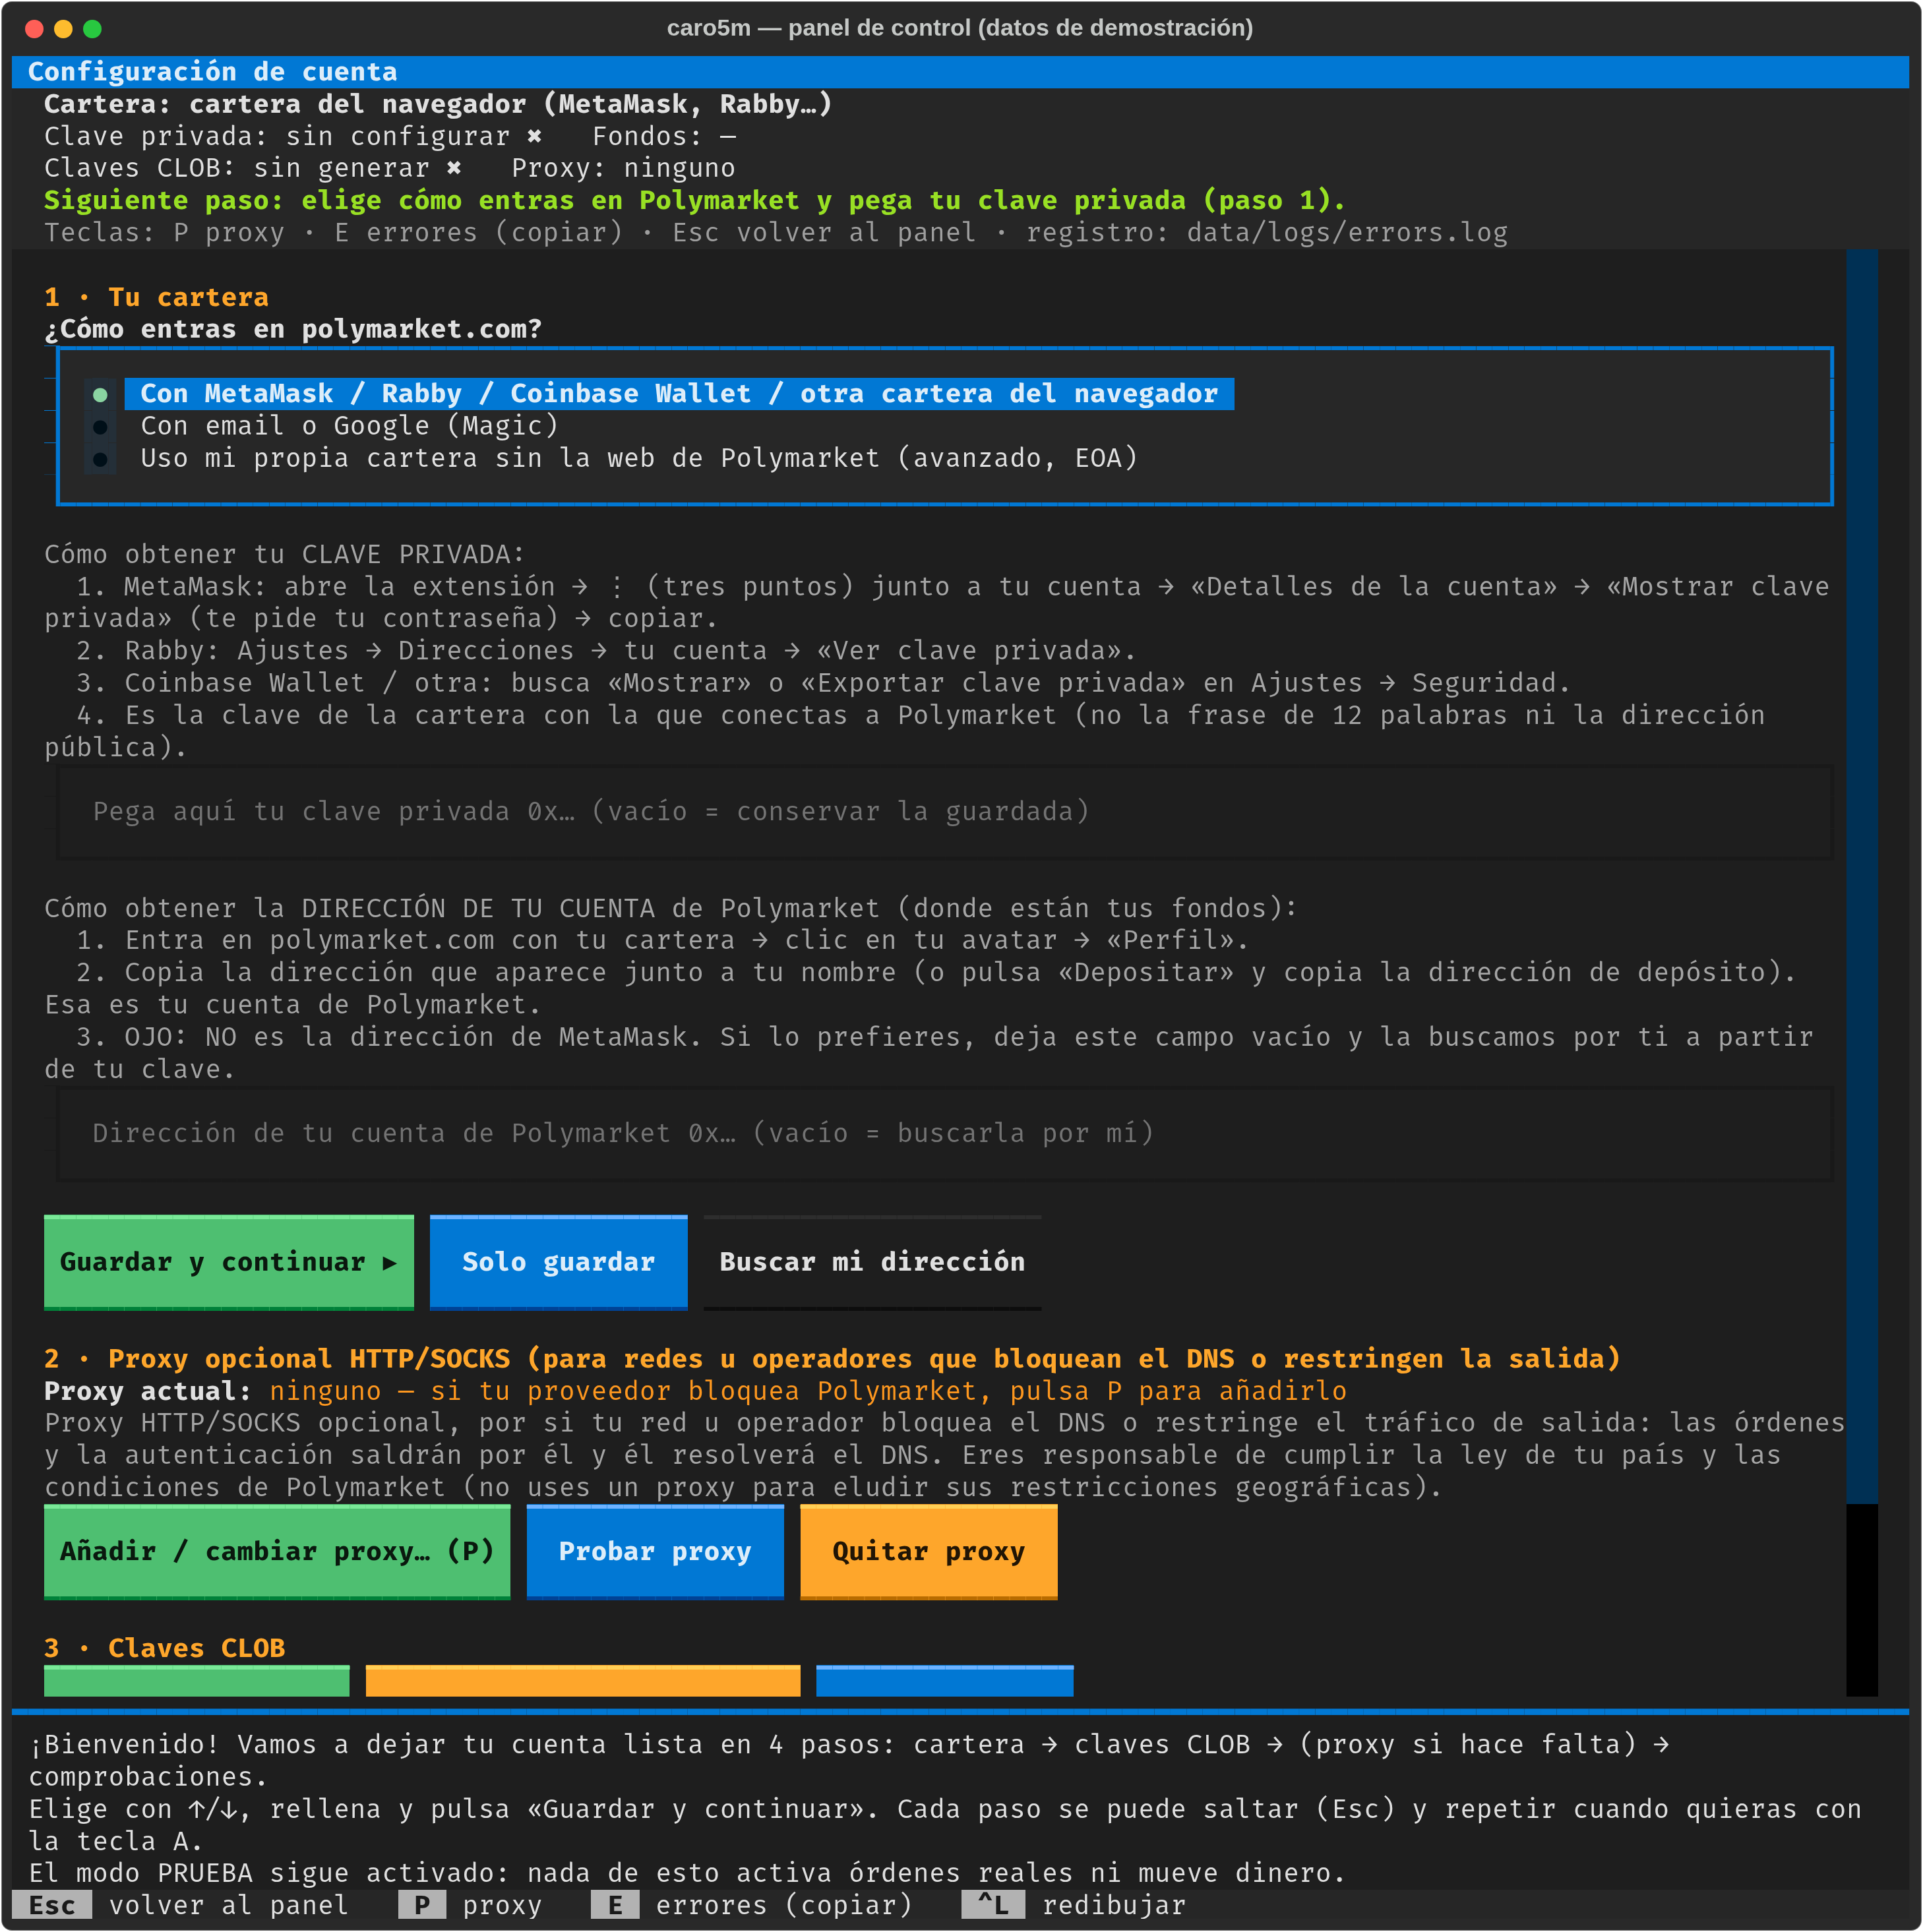 caro5m — panel de control (datos de demostración)
Configuración de cuenta
Cartera: cartera del navegador (MetaMask, Rabby…)
Clave privada: sin configurar ✖   Fondos: —
Claves CLOB: sin generar ✖   Proxy: ninguno
Siguiente paso: elige cómo entras en Polymarket y pega tu clave privada (paso 1).
Teclas: P proxy · E errores (copiar) · Esc volver al panel · registro: data/logs/errors.log
1 · Tu cartera
¿Cómo entras en polymarket.com?
● Con MetaMask / Rabby / Coinbase Wallet / otra cartera del navegador
● Con email o Google (Magic)
● Uso mi propia cartera sin la web de Polymarket (avanzado, EOA)
Cómo obtener tu CLAVE PRIVADA:
1. MetaMask: abre la extensión → ⋮ (tres puntos) junto a tu cuenta → «Detalles de la cuenta» → «Mostrar clave
privada» (te pide tu contraseña) → copiar.
2. Rabby: Ajustes → Direcciones → tu cuenta → «Ver clave privada».
3. Coinbase Wallet / otra: busca «Mostrar» o «Exportar clave privada» en Ajustes → Seguridad.
4. Es la clave de la cartera con la que conectas a Polymarket (no la frase de 12 palabras ni la dirección
pública).
Pega aquí tu clave privada 0x… (vacío = conservar la guardada)
Cómo obtener la DIRECCIÓN DE TU CUENTA de Polymarket (donde están tus fondos):
1. Entra en polymarket.com con tu cartera → clic en tu avatar → «Perfil».
2. Copia la dirección que aparece junto a tu nombre (o pulsa «Depositar» y copia la dirección de depósito).
Esa es tu cuenta de Polymarket.
3. OJO: NO es la dirección de MetaMask. Si lo prefieres, deja este campo vacío y la buscamos por ti a partir
de tu clave.
Dirección de tu cuenta de Polymarket 0x… (vacío = buscarla por mí)
Guardar y continuar ▶   Solo guardar   Buscar mi dirección
2 · Proxy opcional HTTP/SOCKS (para redes u operadores que bloquean el DNS o restringen la salida)
Proxy actual: ninguno — si tu proveedor bloquea Polymarket, pulsa P para añadirlo
Proxy HTTP/SOCKS opcional, por si tu red u operador bloquea el DNS o restringe el tráfico de salida: las órdenes
y la autenticación saldrán por él y él resolverá el DNS. Eres responsable de cumplir la ley de tu país y las
condiciones de Polymarket (no uses un proxy para eludir sus restricciones geográficas).
Añadir / cambiar proxy… (P)   Probar proxy   Quitar proxy
3 · Claves CLOB
¡Bienvenido! Vamos a dejar tu cuenta lista en 4 pasos: cartera → claves CLOB → (proxy si hace falta) →
comprobaciones.
Elige con ↑/↓, rellena y pulsa «Guardar y continuar». Cada paso se puede saltar (Esc) y repetir cuando quieras con
la tecla A.
El modo PRUEBA sigue activado: nada de esto activa órdenes reales ni mueve dinero.
Esc volver al panel   P proxy   E errores (copiar)   ^L redibujar